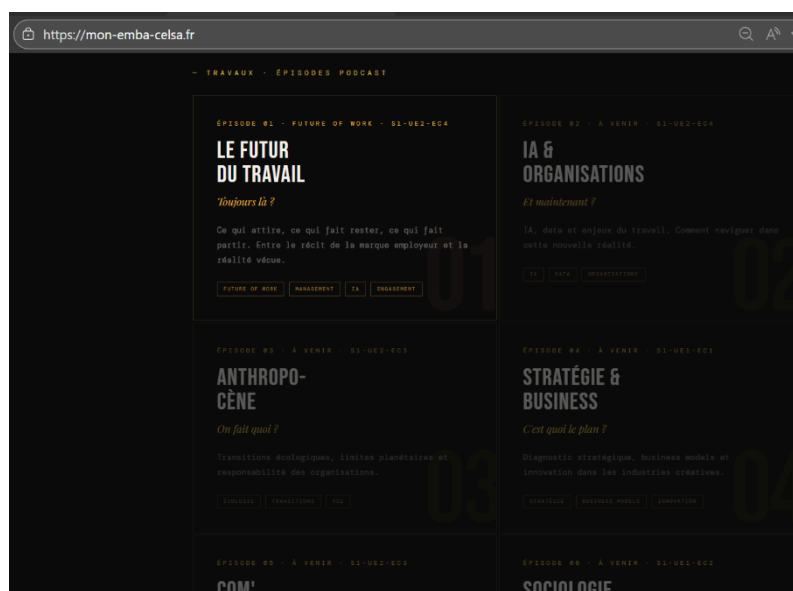 https://mon-emba-celsa.fr
— TRAVAUX · ÉPISODES PODCAST
ÉPISODE 01 · FUTURE OF WORK · S1-UE2-EC4
LE FUTUR
DU TRAVAIL
Toujours là ?
Ce qui attire, ce qui fait rester, ce qui fait
partir. Entre le récit de la marque employeur et la
réalité vécue.
FUTURE OF WORK
MANAGEMENT
IA
ENGAGEMENT
01
ÉPISODE 02 · À VENIR · S1-UE2-EC4
IA &
ORGANISATIONS
Et maintenant ?
IA, data et enjeux du travail. Comment naviguer dans
cette nouvelle réalité.
IA
DATA
ORGANISATIONS
02
ÉPISODE 03 · À VENIR · S1-UE2-EC3
ANTHROPO-
CÈNE
On fait quoi ?
Transitions écologiques, limites planétaires et
responsabilité des organisations.
ÉCOLOGIE
TRANSITIONS
RSE
03
ÉPISODE 04 · À VENIR · S1-UE1-EC1
STRATÉGIE &
BUSINESS
C'est quoi le plan ?
Diagnostic stratégique, business models et
innovation dans les industries créatives.
STRATÉGIE
BUSINESS MODELS
INNOVATION
04
ÉPISODE 05 · À VENIR · S1-UE2-EC2
COM'
ÉPISODE 06 · À VENIR · S1-UE1-EC2
SOCIOLOGIE